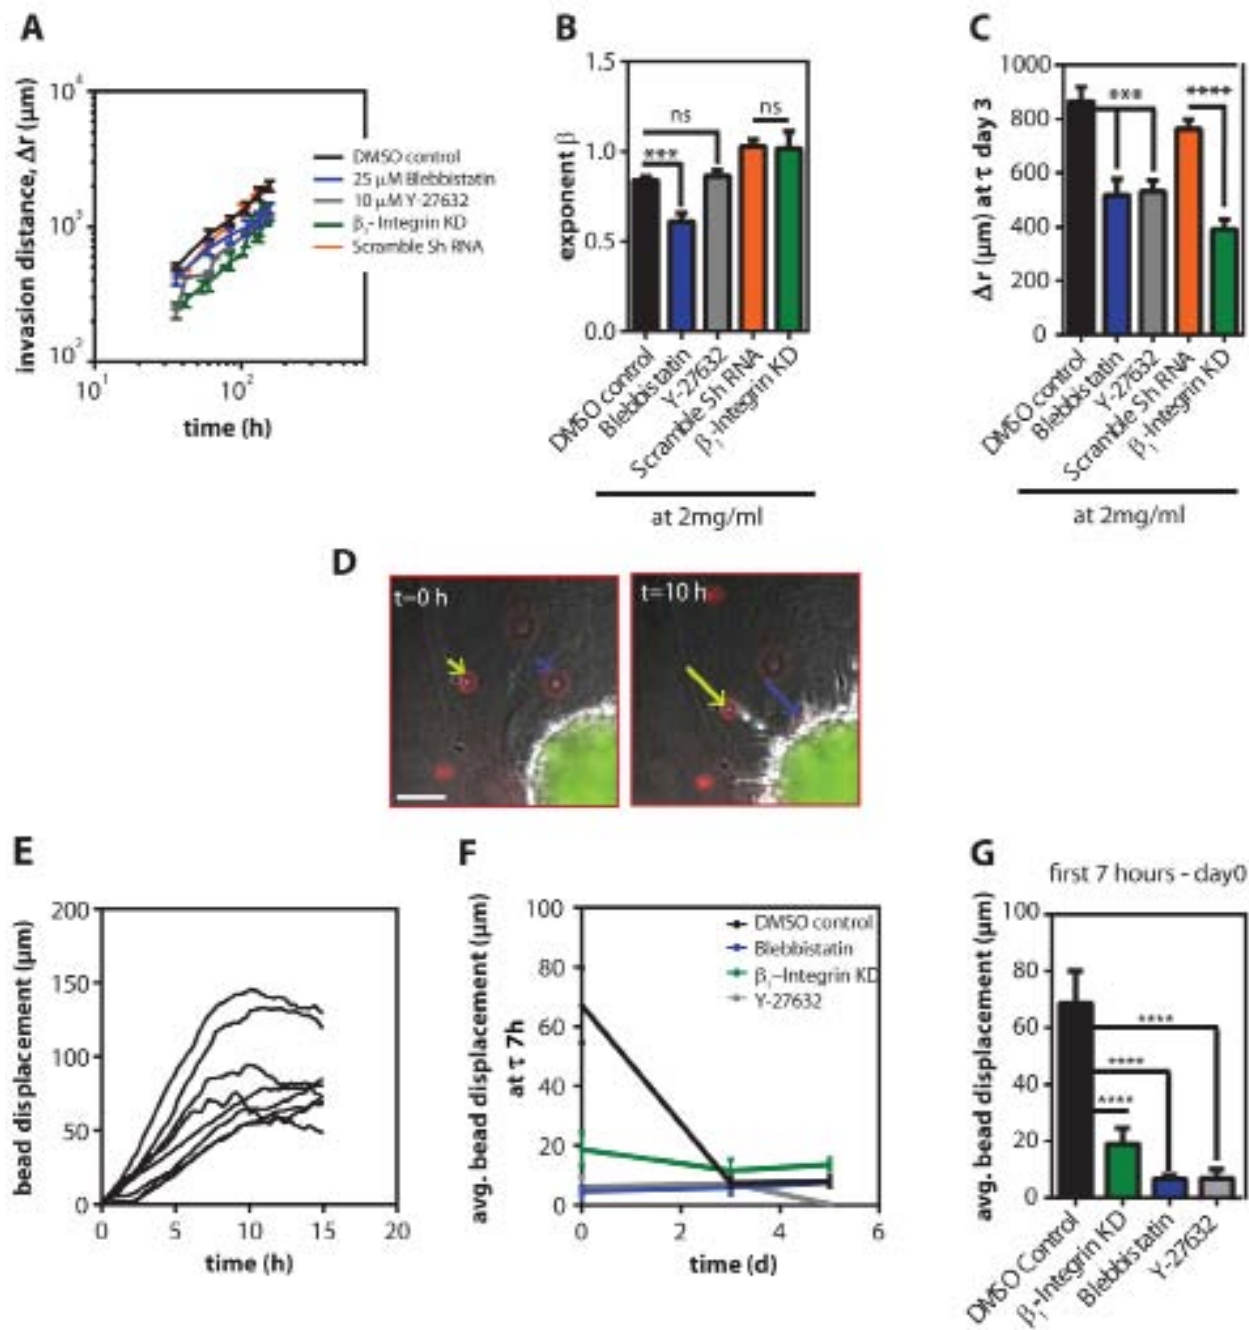 A
invasion distance, Δr (μm)
10⁴
10³
10²
10¹
10²
time (h)
DMSO control
25 μM Blebbistatin
10 μM Y-27632
β₁- Integrin KD
Scramble Sh RNA
B
exponent β
1.5
1.0
0.5
0.0
ns
ns
***
DMSO control
Blebbistatin
Y-27632
Scramble Sh RNA
β₁-Integrin KD
at 2mg/ml
C
Δr (μm) at τ day 3
1000
800
600
400
200
0
***
****
DMSO control
Blebbistatin
Y-27632
Scramble Sh RNA
β₁-Integrin KD
at 2mg/ml
D
t=0 h
t=10 h
E
bead displacement (μm)
200
150
100
50
0
0 5 10 15 20
time (h)
F
avg. bead displacement (μm)
at τ 7h
100
80
60
40
20
0
0 2 4 6
time (d)
DMSO control
Blebbistatin
β₁–Integrin KD
Y-27632
G
first 7 hours - day0
avg. bead displacement (μm)
100
80
60
40
20
0
****
****
****
DMSO Control
β₁-Integrin KD
Blebbistatin
Y-27632